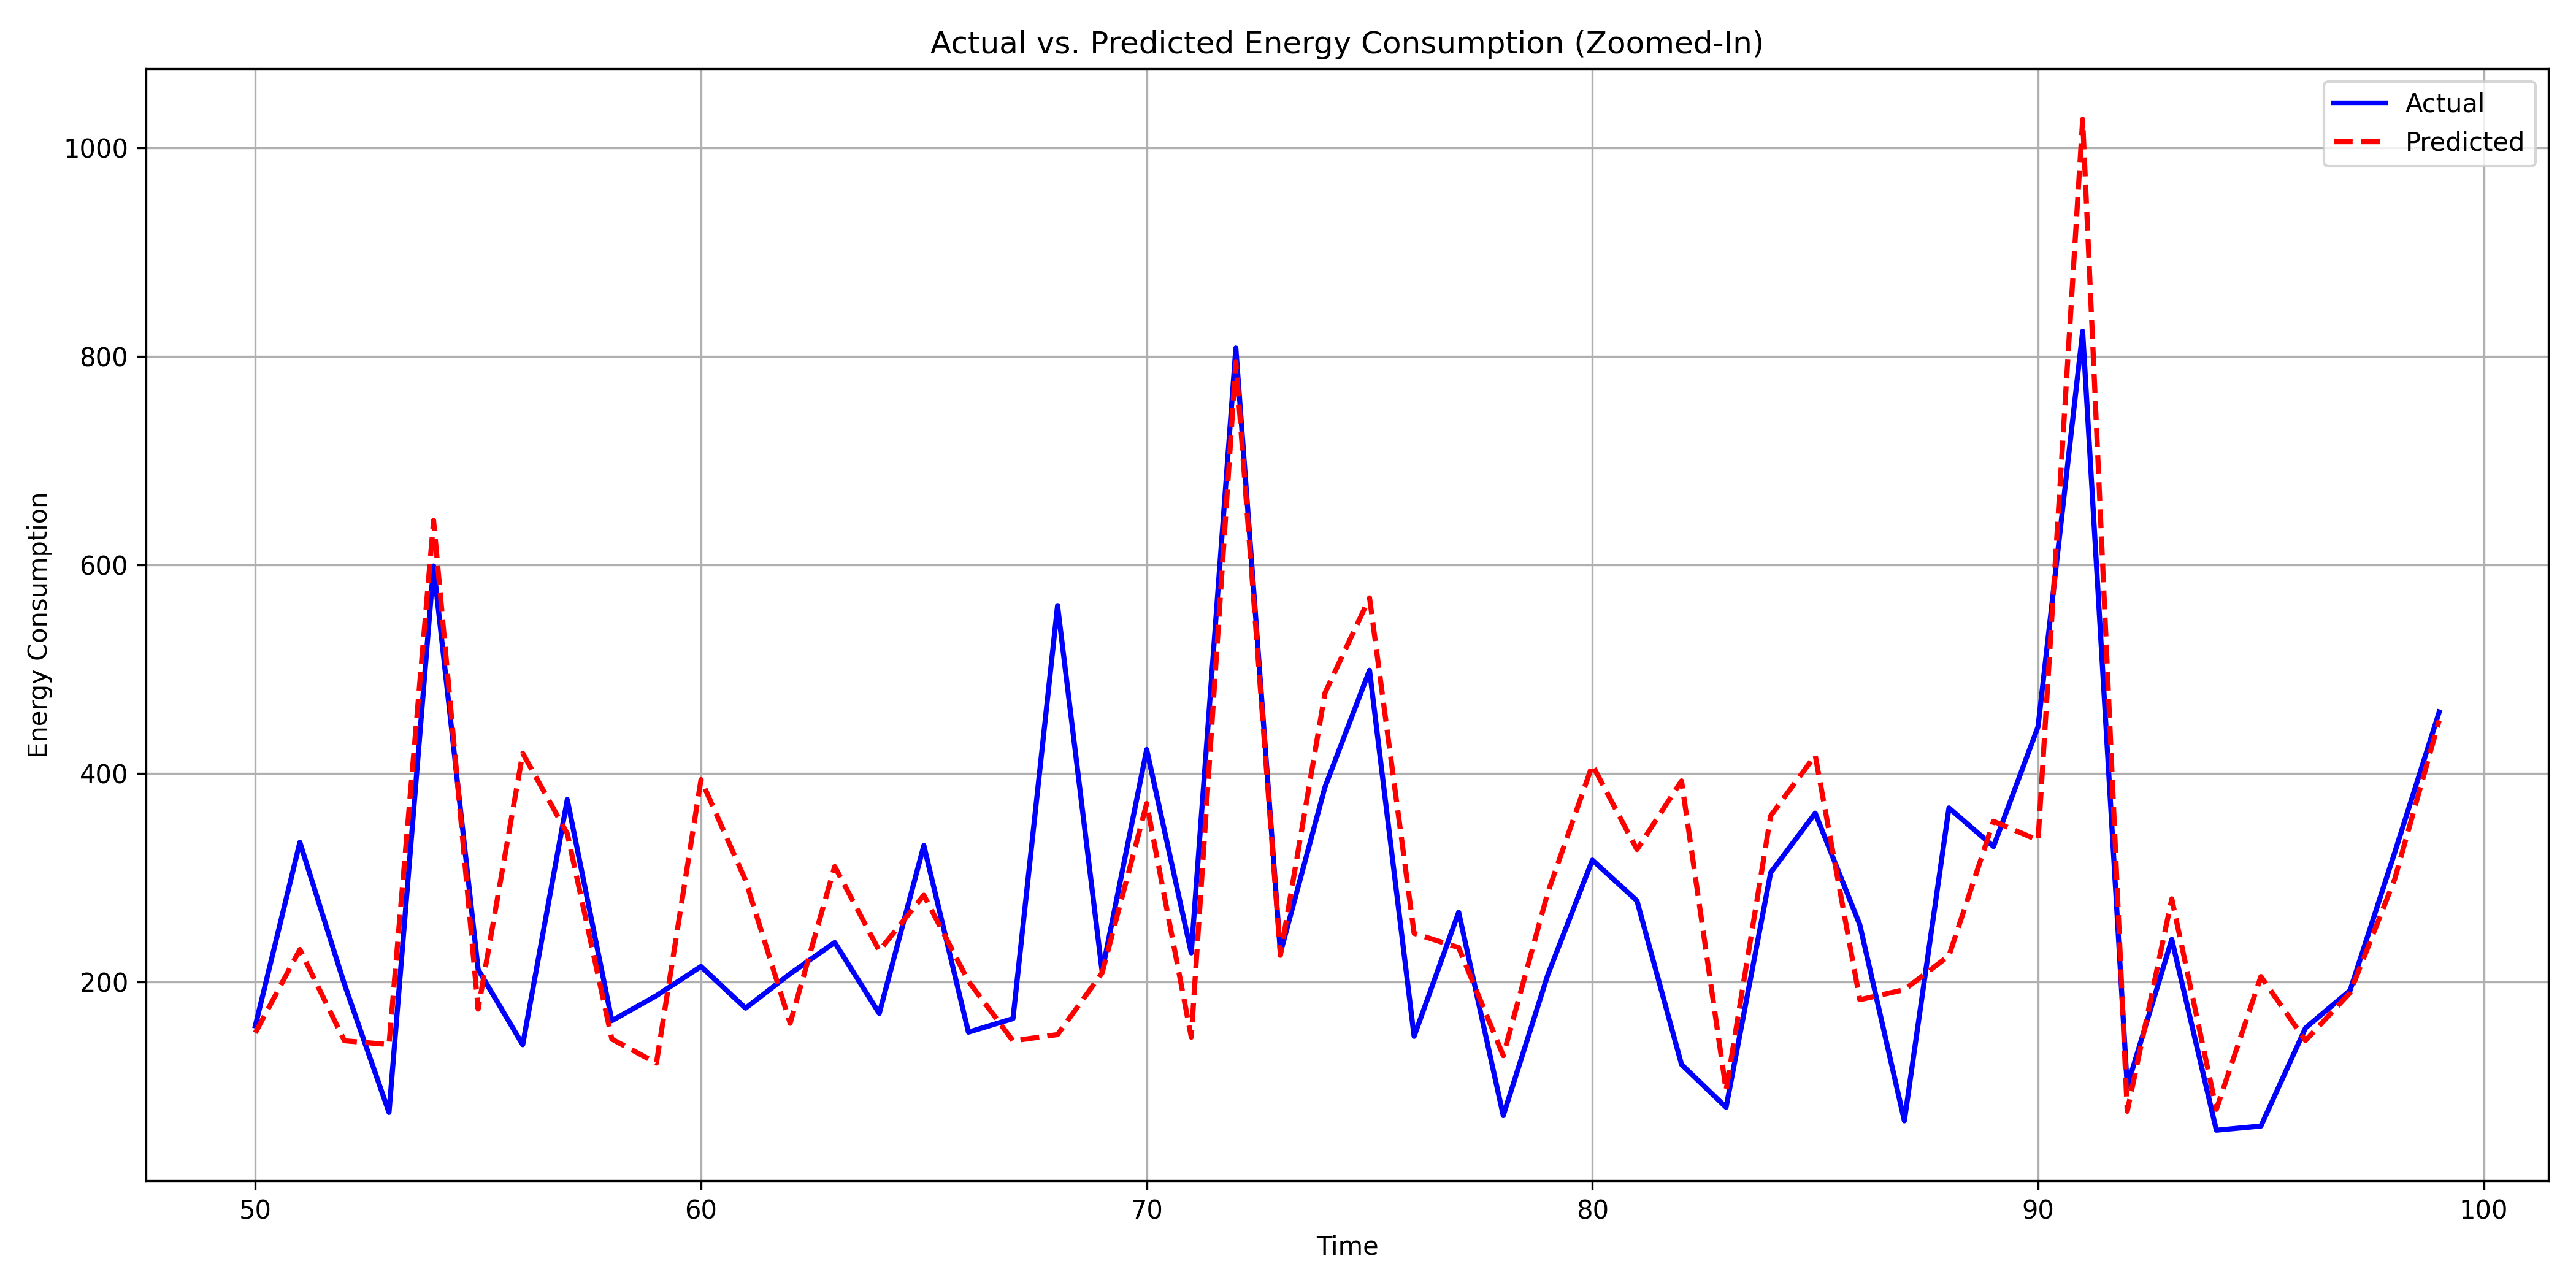 Actual vs. Predicted Energy Consumption (Zoomed-In)
Actual
Predicted
1000
800
600
400
200
Energy Consumption
50 60 70 80 90 100
Time